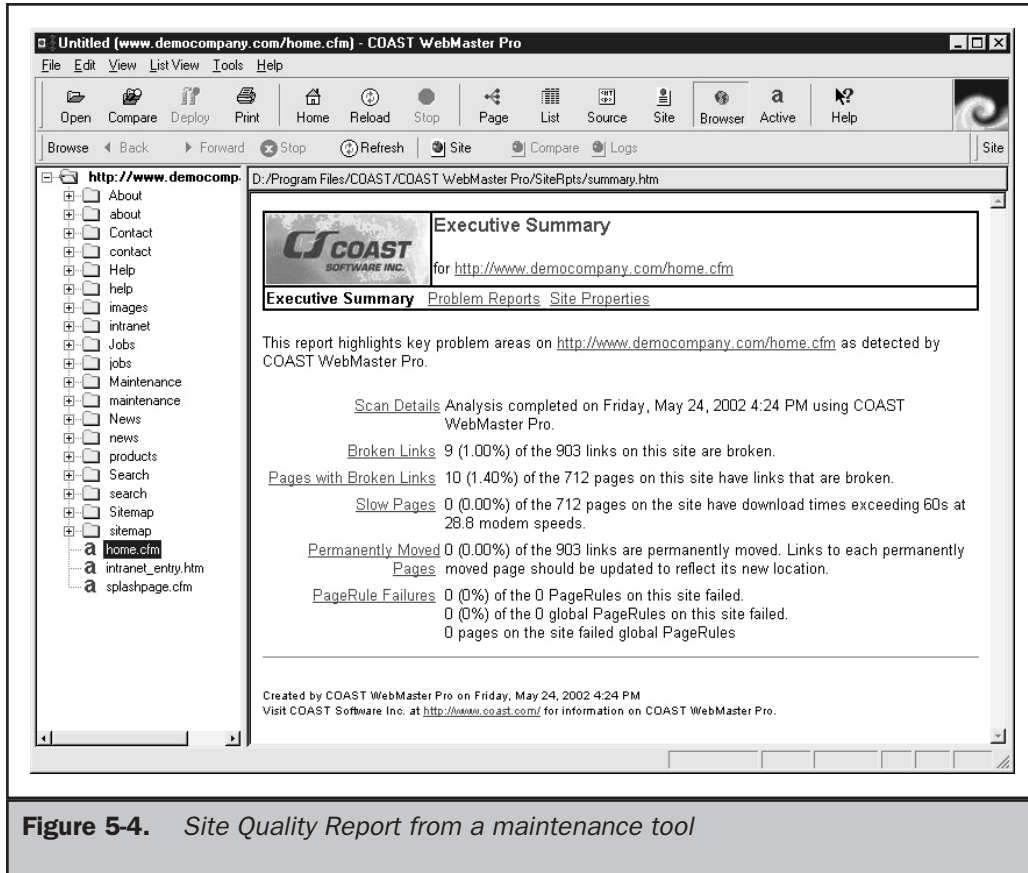 Untitled (www.democompany.com/home.cfm) - COAST WebMaster Pro
File Edit View List View Tools Help
Open Compare Deploy Print Home Reload Stop Page List Source Site Browser Active Help
Browse Back Forward Stop Refresh Site Compare Logs Site
http://www.democomp
D:/Program Files/COAST/COAST WebMaster Pro/SiteRpts/summary.htm
About
about
Contact
contact
Help
help
images
intranet
Jobs
jobs
Maintenance
maintenance
News
news
products
Search
search
Sitemap
sitemap
home.cfm
intranet_entry.htm
splashpage.cfm
COAST
SOFTWARE INC.
Executive Summary
for http://www.democompany.com/home.cfm
Executive Summary Problem Reports Site Properties
This report highlights key problem areas on http://www.democompany.com/home.cfm as detected by
COAST WebMaster Pro.
Scan Details Analysis completed on Friday, May 24, 2002 4:24 PM using COAST
WebMaster Pro.
Broken Links 9 (1.00%) of the 903 links on this site are broken.
Pages with Broken Links 10 (1.40%) of the 712 pages on this site have links that are broken.
Slow Pages 0 (0.00%) of the 712 pages on the site have download times exceeding 60s at
28.8 modem speeds.
Permanently Moved 0 (0.00%) of the 903 links are permanently moved. Links to each permanently
Pages moved page should be updated to reflect its new location.
PageRule Failures 0 (0%) of the 0 PageRules on this site failed.
0 (0%) of the 0 global PageRules on this site failed.
0 pages on the site failed global PageRules
Created by COAST WebMaster Pro on Friday, May 24, 2002 4:24 PM
Visit COAST Software Inc. at http://www.coast.com/ for information on COAST WebMaster Pro.
Figure 5-4. Site Quality Report from a maintenance tool